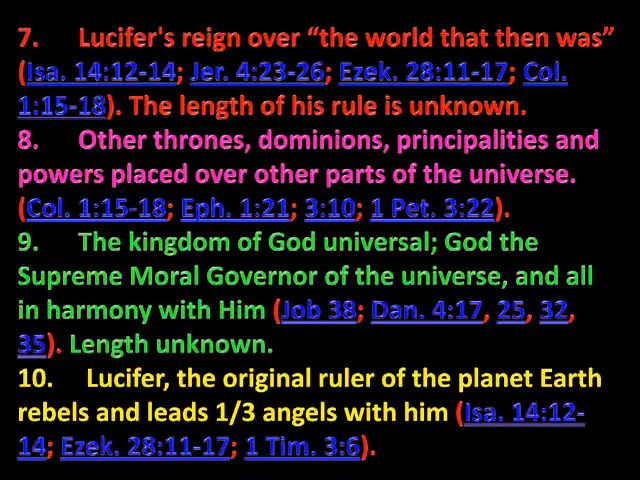 7. Lucifer's reign over “the world that then was”
(Isa. 14:12-14; Jer. 4:23-26; Ezek. 28:11-17; Col.
1:15-18). The length of his rule is unknown.
8. Other thrones, dominions, principalities and
powers placed over other parts of the universe.
(Col. 1:15-18; Eph. 1:21; 3:10; 1 Pet. 3:22).
9. The kingdom of God universal; God the
Supreme Moral Governor of the universe, and all
in harmony with Him (Job 38; Dan. 4:17, 25, 32,
35). Length unknown.
10. Lucifer, the original ruler of the planet Earth
rebels and leads 1/3 angels with him (Isa. 14:12-
14; Ezek. 28:11-17; 1 Tim. 3:6).